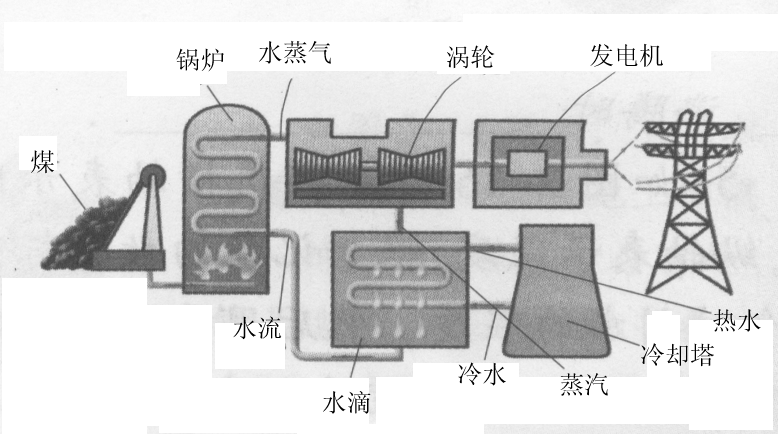 锅炉
水蒸气
涡轮
发电机
煤
水流
热水
冷却塔
冷水
蒸汽
水滴